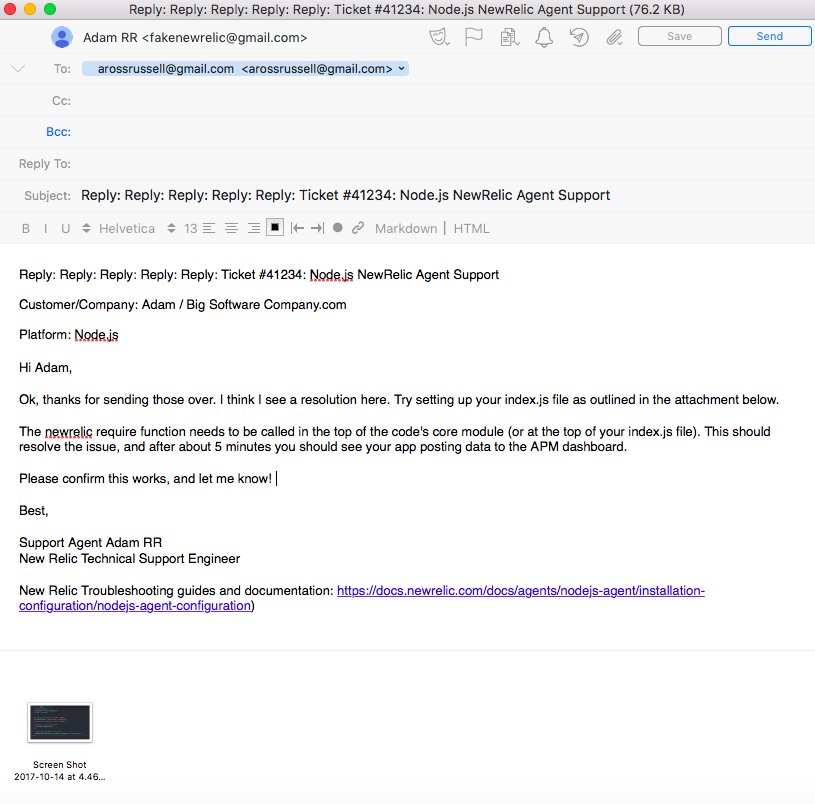 Reply: Reply: Reply: Reply: Reply: Ticket #41234: Node.js NewRelic Agent Support (76.2 KB)
Adam RR <fakenewrelic@gmail.com>
Save
Send
To: arossrussell@gmail.com <arossrussell@gmail.com>
Cc:
Bcc:
Reply To:
Subject: Reply: Reply: Reply: Reply: Reply: Ticket #41234: Node.js NewRelic Agent Support
B I U Helvetica 13 Markdown | HTML
Reply: Reply: Reply: Reply: Reply: Ticket #41234: Node.js NewRelic Agent Support
Customer/Company: Adam / Big Software Company.com
Platform: Node.js
Hi Adam,
Ok, thanks for sending those over. I think I see a resolution here. Try setting up your index.js file as outlined in the attachment below.
The newrelic require function needs to be called in the top of the code's core module (or at the top of your index.js file). This should
resolve the issue, and after about 5 minutes you should see your app posting data to the APM dashboard.
Please confirm this works, and let me know!
Best,
Support Agent Adam RR
New Relic Technical Support Engineer
New Relic Troubleshooting guides and documentation: https://docs.newrelic.com/docs/agents/nodejs-agent/installation-
configuration/nodejs-agent-configuration)
Screen Shot
2017-10-14 at 4.46...